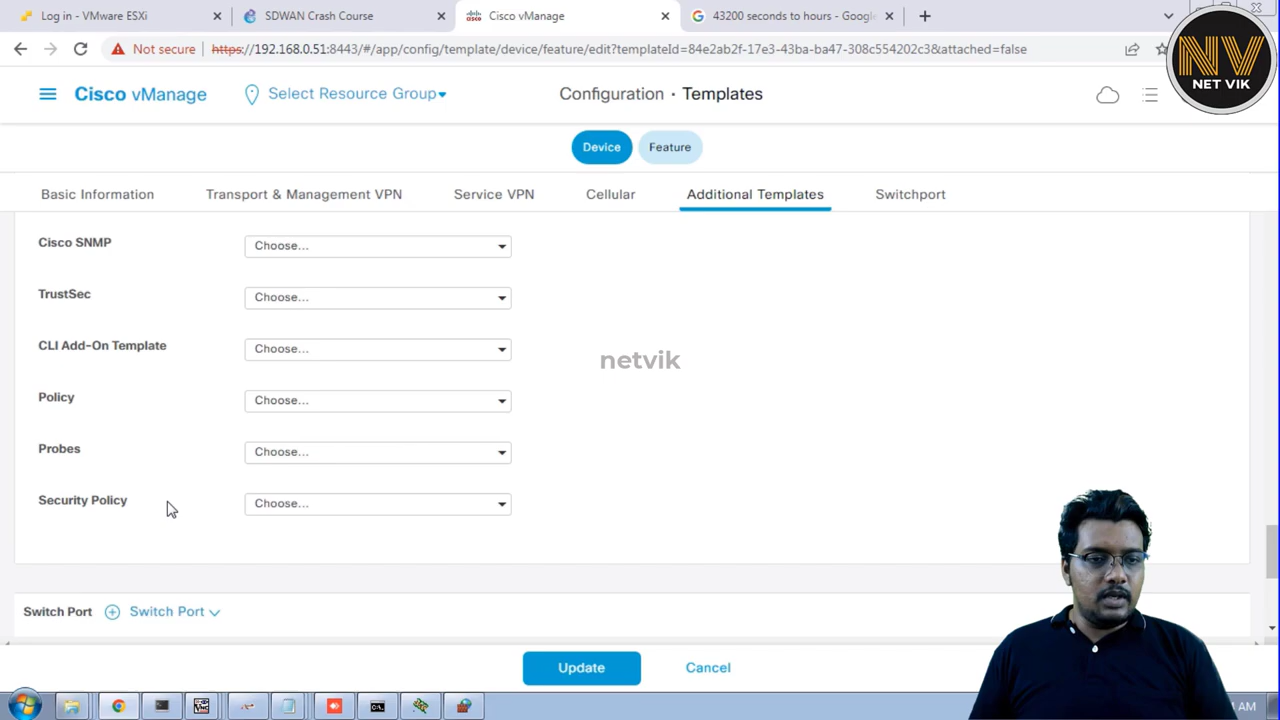 Log in - VMware ESXi
SDWAN Crash Course
Cisco vManage
43200 seconds to hours - Google
Not secure
https://192.168.0.51:8443/#/app/config/template/device/feature/edit?templateId=84e2ab2f-17e3-43ba-ba47-308c554202c3&attached=false
NV
NET VIK
Cisco vManage
Select Resource Group
Configuration · Templates
Device
Feature
Basic Information
Transport & Management VPN
Service VPN
Cellular
Additional Templates
Switchport
Cisco SNMP
Choose...
TrustSec
Choose...
CLI Add-On Template
Choose...
netvik
Policy
Choose...
Probes
Choose...
Security Policy
Choose...
Switch Port
Switch Port
Update
Cancel
AM